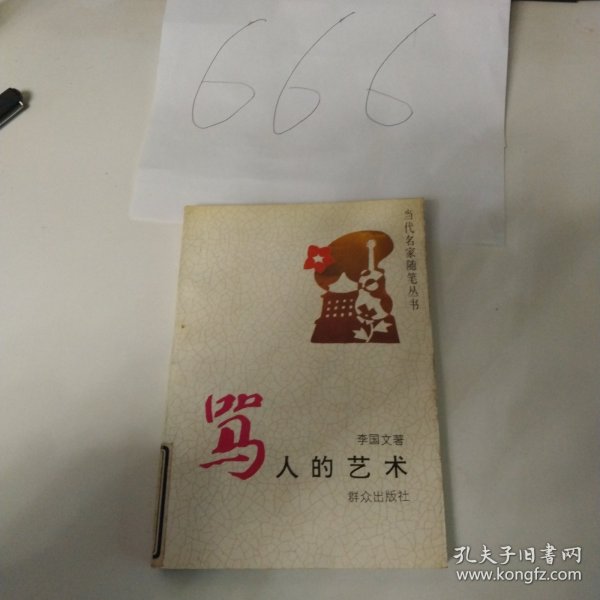 666
当代名家随笔丛书
李国文著
骂人的艺术
群众出版社
孔夫子旧書网
www.kongfz.com